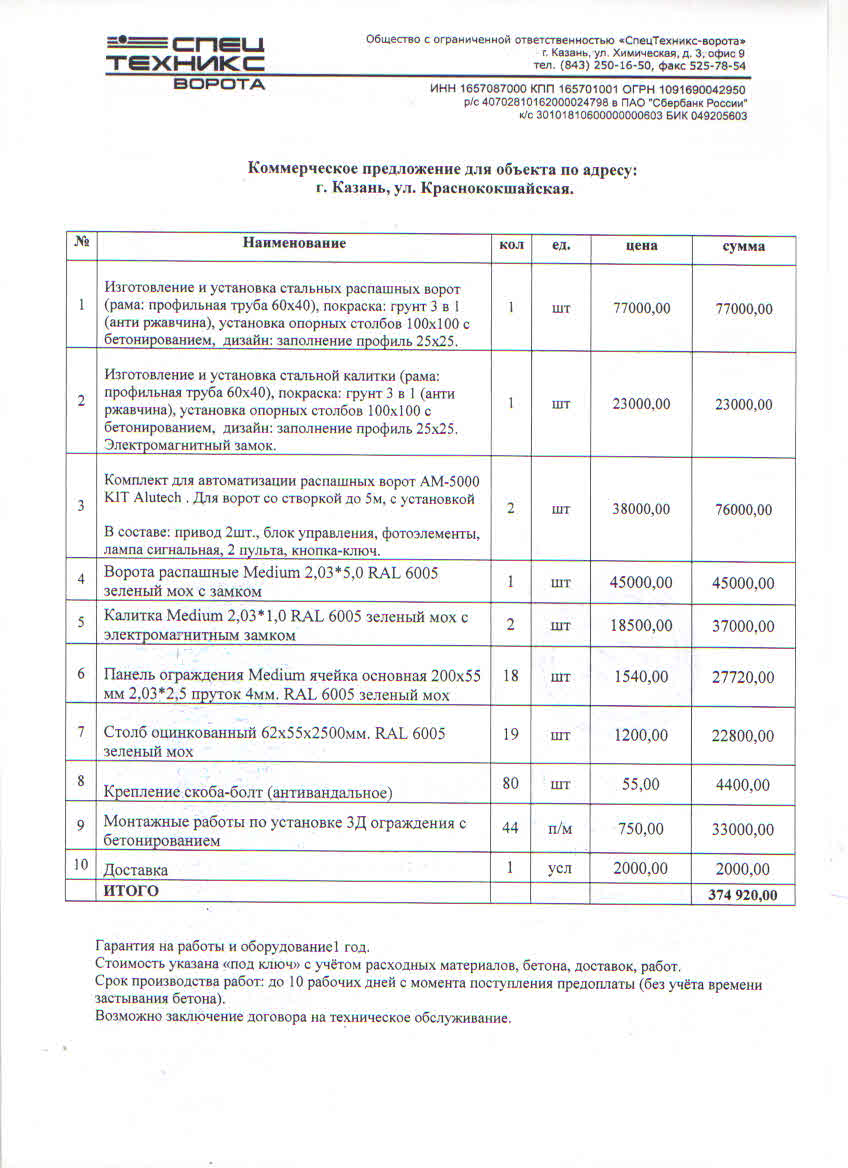 СПЕЦ
ТЕХНИКС
ВОРОТА
Общество с ограниченной ответственностью «СпецТехникс-ворота»
г. Казань, ул. Химическая, д. 3, офис 9
тел. (843) 250-16-50, факс 525-78-54
ИНН 1657087000 КПП 165701001 ОГРН 1091690042950
р/с 40702810162000024798 в ПАО "Сбербанк России"
к/с 30101810600000000603 БИК 049205603
Коммерческое предложение для объекта по адресу:
г. Казань, ул. Краснококшайская.
№ Наименование кол ед. цена сумма
Изготовление и установка стальных распашных ворот
(рама: профильная труба 60х40), покраска: грунт 3 в 1
1 1 шт 77000,00 77000,00
(анти ржавчина), установка опорных столбов 100х100 с
бетонированием, дизайн: заполнение профиль 25х25.
Изготовление и установка стальной калитки (рама:
профильная труба 60х40), покраска: грунт 3 в 1 (анти
2 ржавчина), установка опорных столбов 100х100 с 1 шт 23000,00 23000,00
бетонированием, дизайн: заполнение профиль 25х25.
Электромагнитный замок.
Комплект для автоматизации распашных ворот AM-5000
KIT Alutech . Для ворот со створкой до 5м, с установкой
3 2 шт 38000,00 76000,00
В составе: привод 2шт., блок управления, фотоэлементы,
лампа сигнальная, 2 пульта, кнопка-ключ.
4 Ворота распашные Medium 2,03*5,0 RAL 6005 1 шт 45000,00 45000,00
зеленый мох с замком
5 Калитка Medium 2,03*1,0 RAL 6005 зеленый мох с 2 шт 18500,00 37000,00
электромагнитным замком
6 Панель ограждения Medium ячейка основная 200х55 18 шт 1540,00 27720,00
мм 2,03*2,5 пруток 4мм. RAL 6005 зеленый мох
7 Столб оцинкованный 62х55х2500мм. RAL 6005 19 шт 1200,00 22800,00
зеленый мох
8 Крепление скоба-болт (антивандальное) 80 шт 55,00 4400,00
9 Монтажные работы по установке 3Д ограждения с 44 п/м 750,00 33000,00
бетонированием
10 Доставка 1 усл 2000,00 2000,00
ИТОГО 374 920,00
Гарантия на работы и оборудование1 год.
Стоимость указана «под ключ» с учётом расходных материалов, бетона, доставок, работ.
Срок производства работ: до 10 рабочих дней с момента поступления предоплаты (без учёта времени
застывания бетона).
Возможно заключение договора на техническое обслуживание.